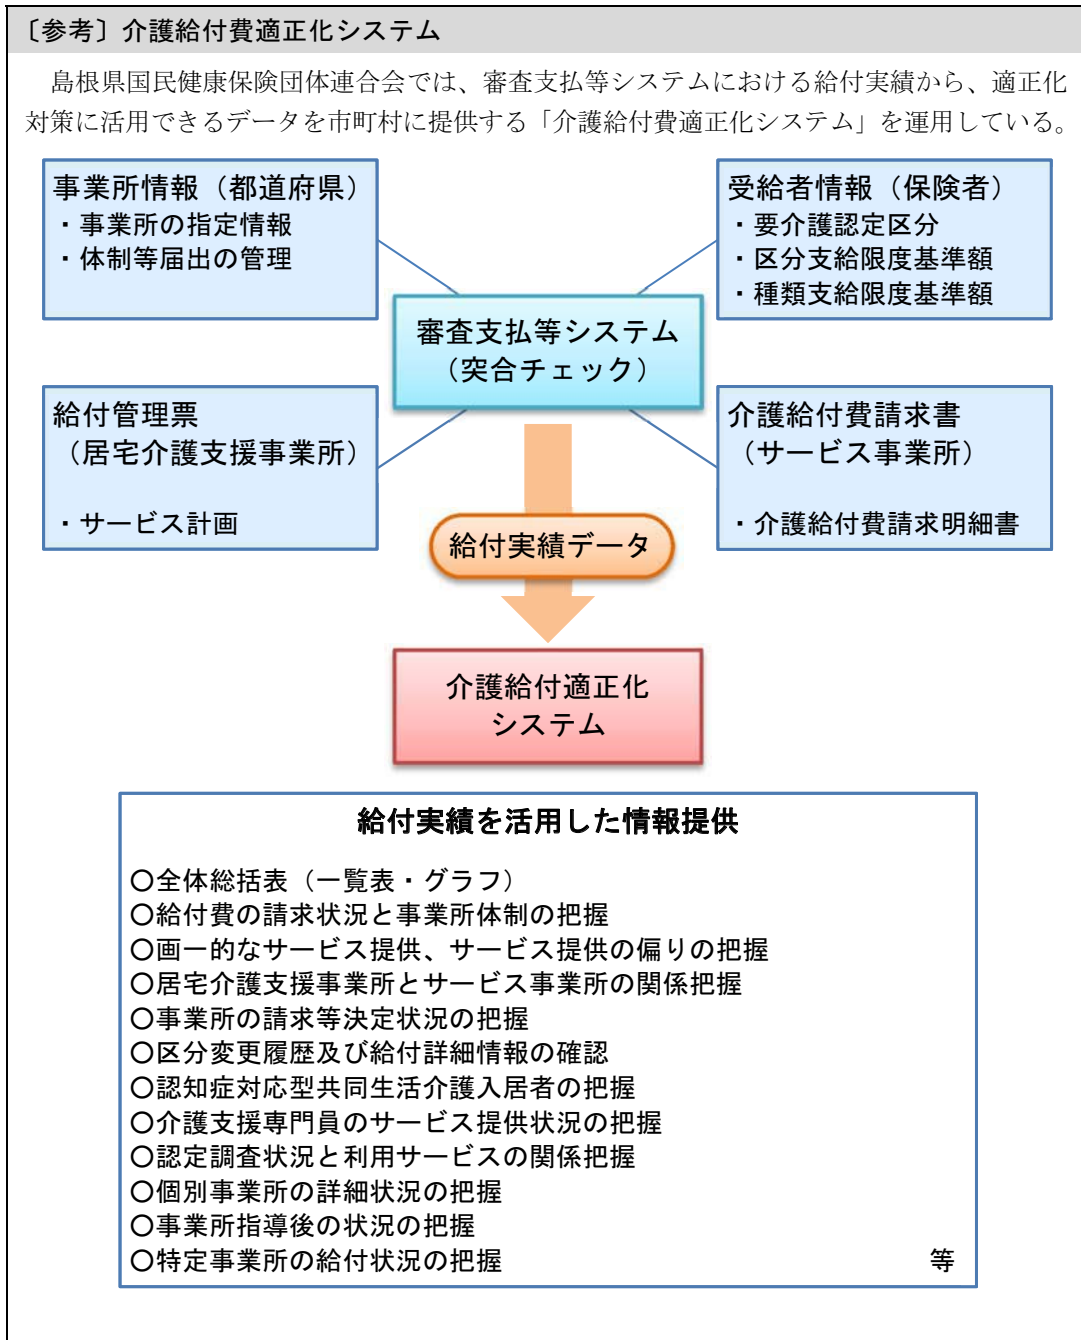 〔参考〕介護給付費適正化システム
島根県国民健康保険団体連合会では、審査支払等システムにおける給付実績から、適正化
対策に活用できるデータを市町村に提供する「介護給付費適正化システム」を運用している。
事業所情報（都道府県）
・事業所の指定情報
・体制等届出の管理
受給者情報（保険者）
・要介護認定区分
・区分支給限度基準額
・種類支給限度基準額
審査支払等システム
（突合チェック）
給付管理票
（居宅介護支援事業所）
・サービス計画
介護給付費請求書
（サービス事業所）
・介護給付費請求明細書
給付実績データ
介護給付適正化
システム
給付実績を活用した情報提供
〇全体総括表（一覧表・グラフ）
〇給付費の請求状況と事業所体制の把握
〇画一的なサービス提供、サービス提供の偏りの把握
〇居宅介護支援事業所とサービス事業所の関係把握
〇事業所の請求等決定状況の把握
〇区分変更履歴及び給付詳細情報の確認
〇認知症対応型共同生活介護入居者の把握
〇介護支援専門員のサービス提供状況の把握
〇認定調査状況と利用サービスの関係把握
〇個別事業所の詳細状況の把握
〇事業所指導後の状況の把握
〇特定事業所の給付状況の把握 等